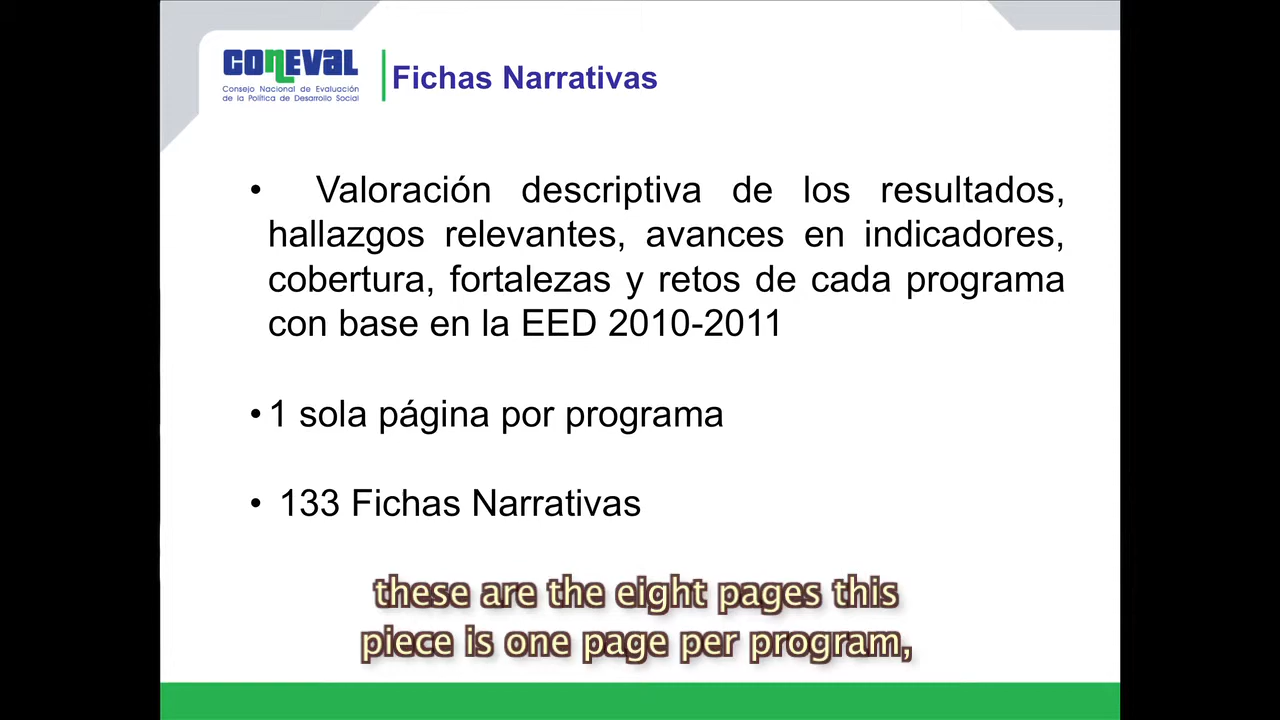 CONEVAL
Consejo Nacional de Evaluación
de la Política de Desarrollo Social
Fichas Narrativas
• Valoración descriptiva de los resultados,
hallazgos relevantes, avances en indicadores,
cobertura, fortalezas y retos de cada programa
con base en la EED 2010-2011
• 1 sola página por programa
• 133 Fichas Narrativas
these are the eight pages this
piece is one page per program,